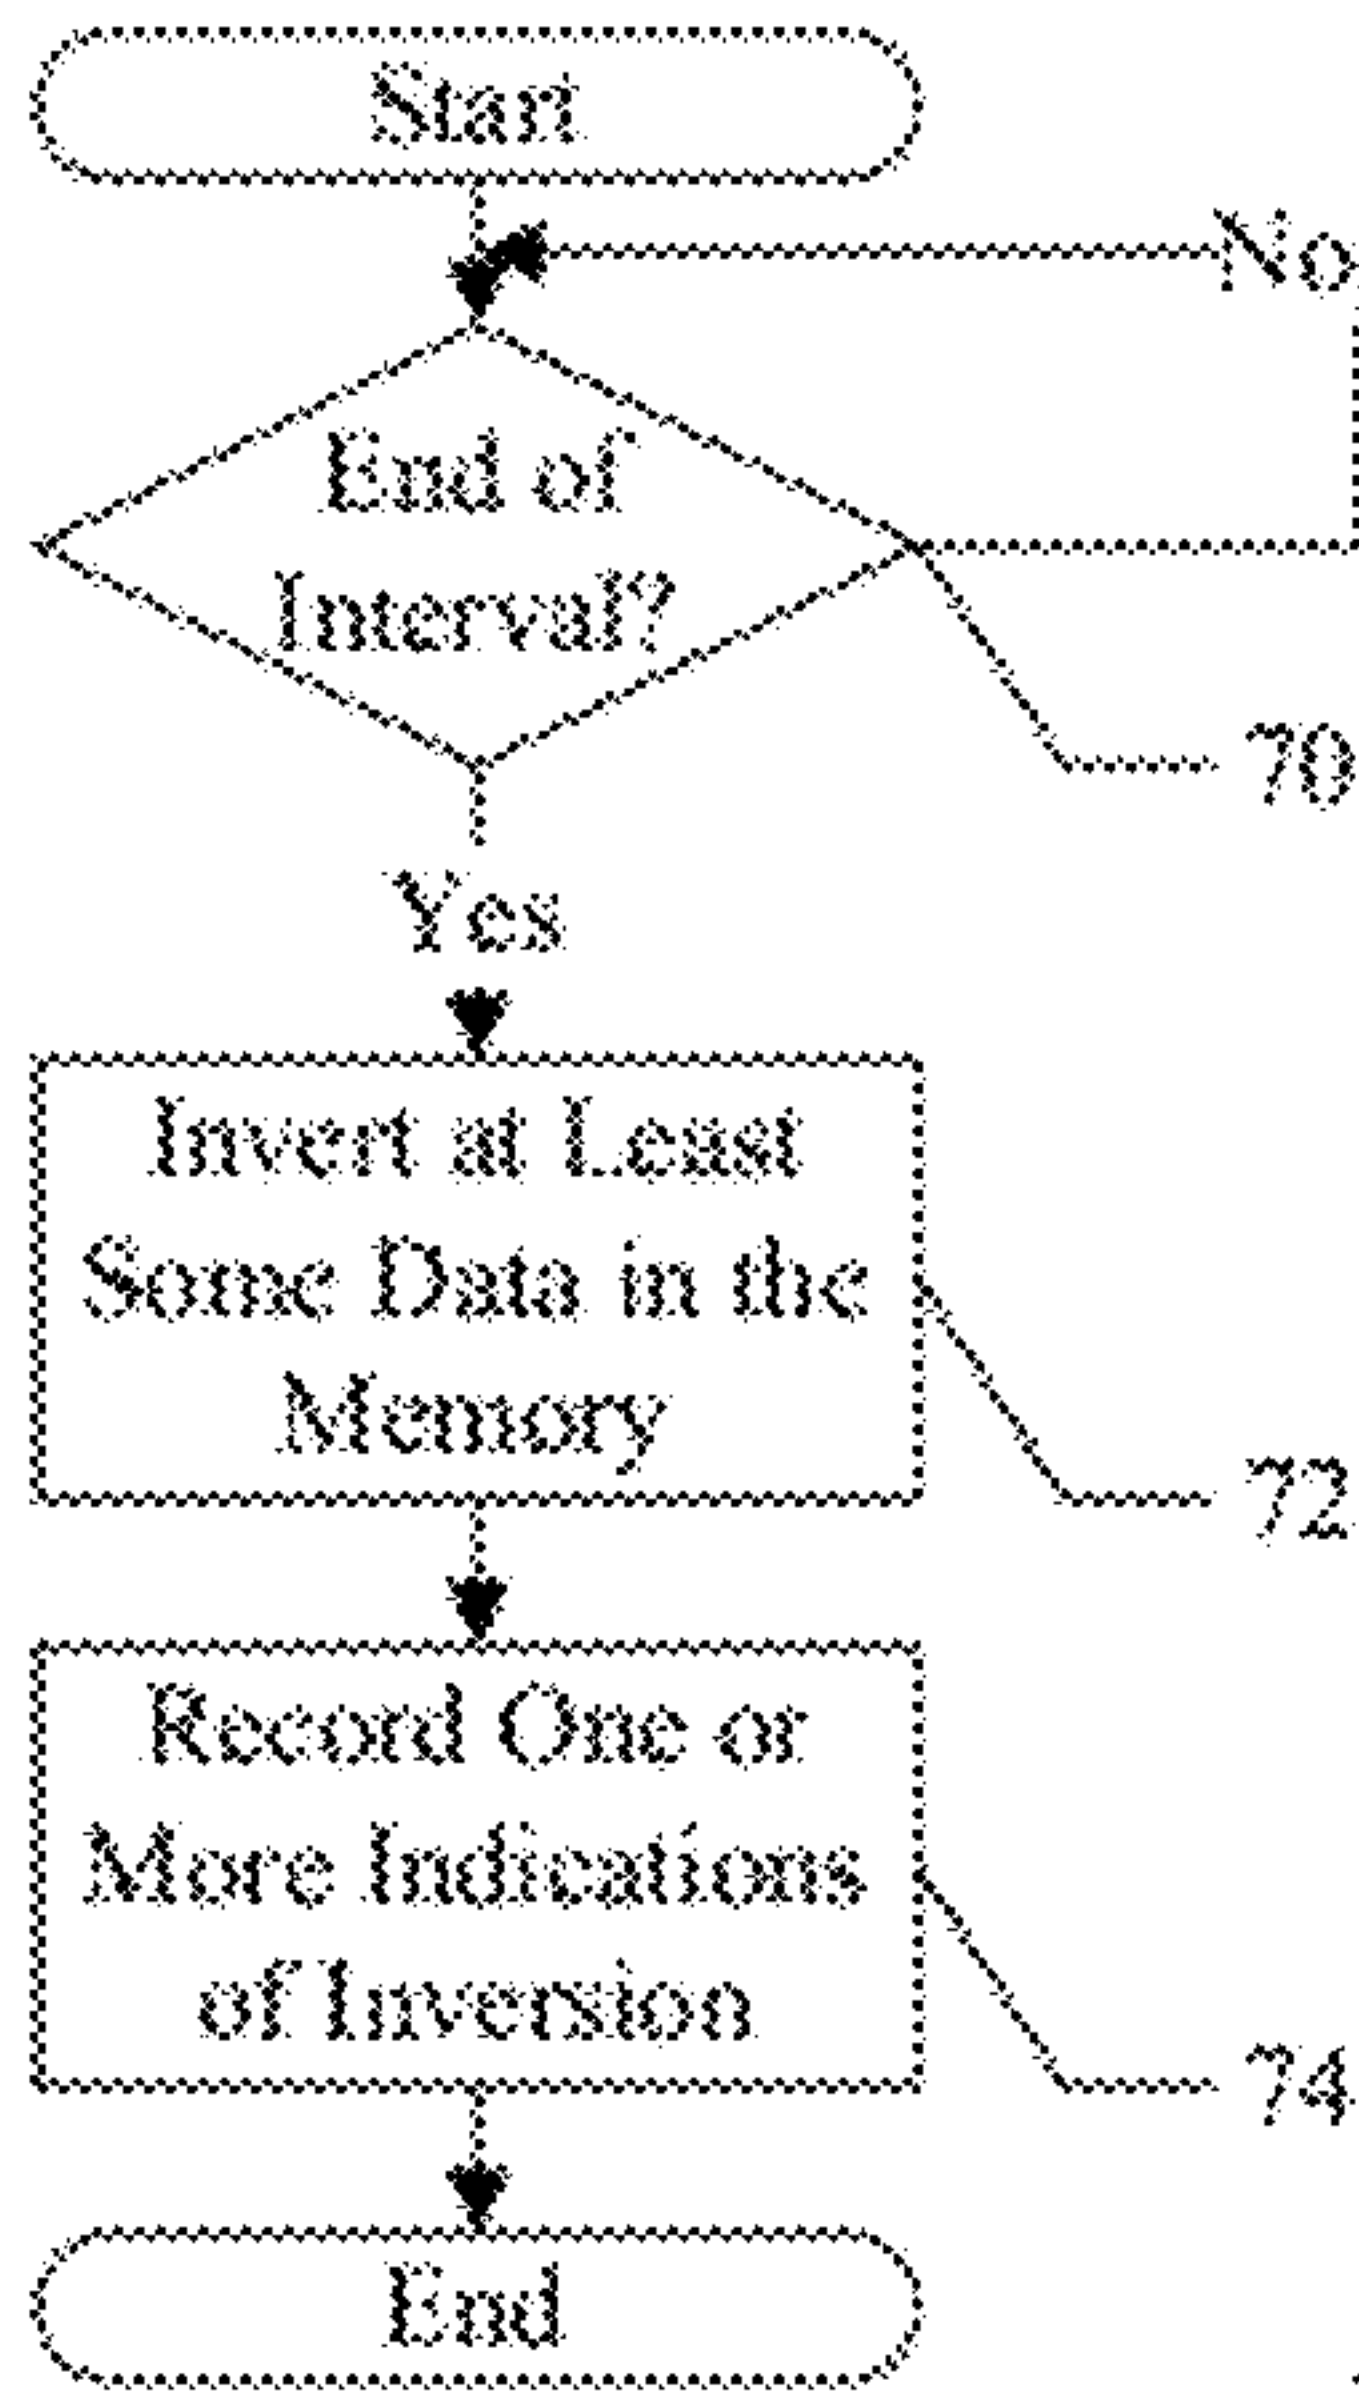 Start
No
End of
Interval?
70
Yes
Invert at Least
Some Data in the
Memory
72
Record One or
More Indications
of Inversion
74
End